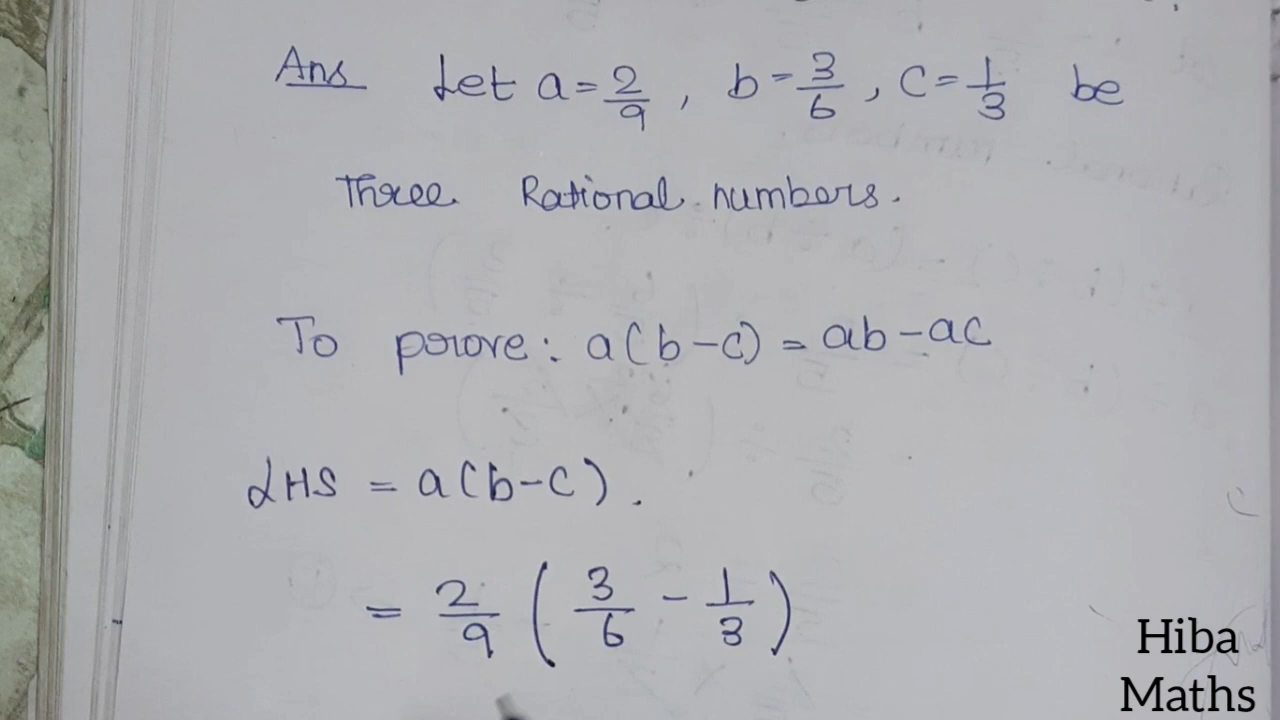 Ans Let a = 2/9 , b = 3/6 , c = 1/3 be
Three Rational numbers.
To prove : a(b-c) = ab-ac
LHS = a(b-c).
= 2/9 ( 3/6 - 1/3 )
Hiba
Maths